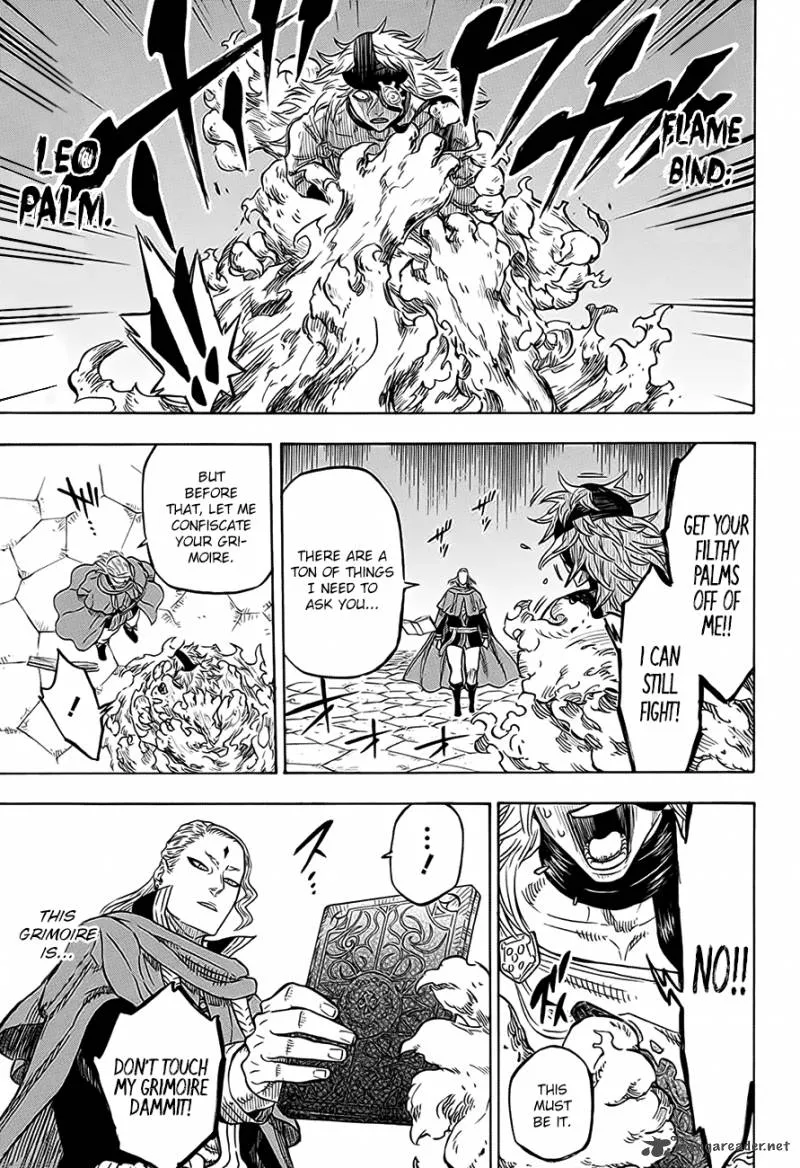 FLAME
BIND:
LEO
PALM.
GET YOUR
FILTHY
PALMS
OFF OF
ME!!
I CAN
STILL
FIGHT!
THERE ARE A
TON OF THINGS
I NEED TO
ASK YOU...
BUT
BEFORE
THAT, LET ME
CONFISCATE
YOUR GRI-
MOIRE.
!
NO!!
THIS
MUST
BE IT.
...!
THIS
GRIMOIRE
IS...
DON'T TOUCH
MY GRIMOIRE
DAMMIT!